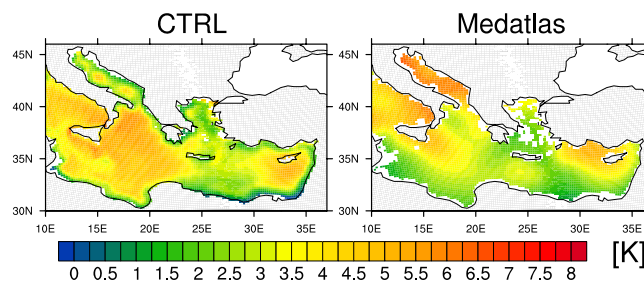 CTRL Medatlas
45N 45N
40N 40N
35N 35N
30N 30N
10E 15E 20E 25E 30E 35E 10E 15E 20E 25E 30E 35E
0 0.5 1 1.5 2 2.5 3 3.5 4 4.5 5 5.5 6 6.5 7 7.5 8 [K]